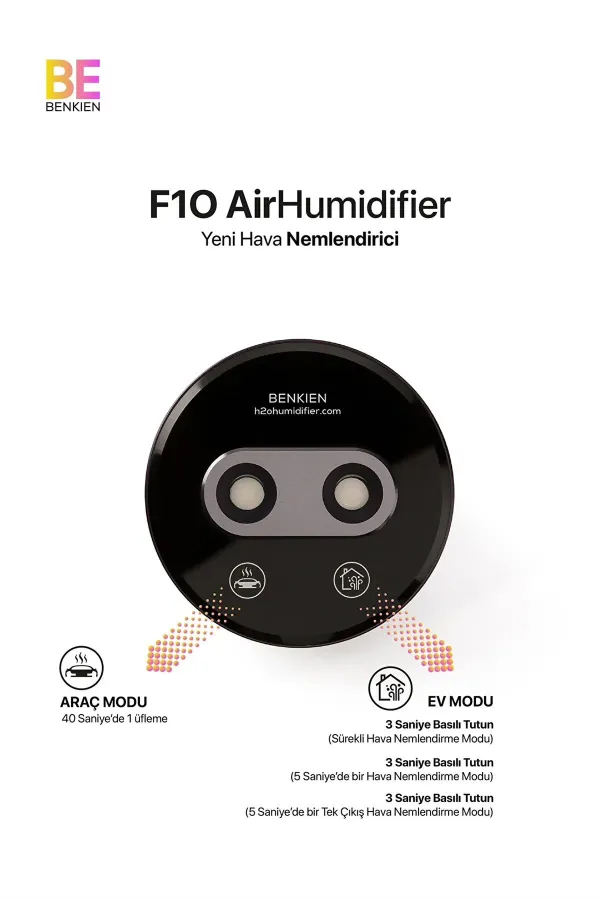 BE
BENKIEN
F10 AirHumidifier
Yeni Hava Nemlendirici
BENKIEN
h2ohumidifier.com
ARAÇ MODU
40 Saniye'de 1 üfleme
EV MODU
3 Saniye Basılı Tutun
(Sürekli Hava Nemlendirme Modu)
3 Saniye Basılı Tutun
(5 Saniye'de bir Hava Nemlendirme Modu)
3 Saniye Basılı Tutun
(5 Saniye'de bir Tek Çıkış Hava Nemlendirme Modu)